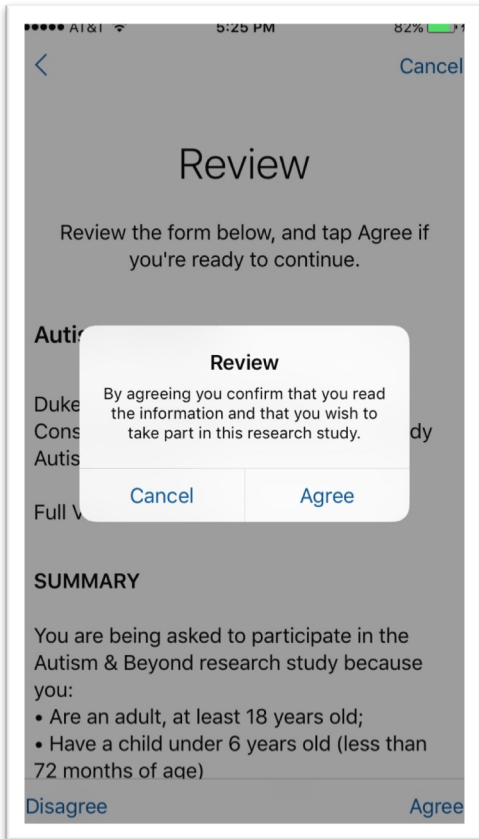 AT&T 5:25 PM 82%
Cancel
Review
Review the form below, and tap Agree if
you're ready to continue.
Review
By agreeing you confirm that you read
the information and that you wish to
take part in this research study.
Cancel Agree
Duke
SUMMARY
You are being asked to participate in the
Autism & Beyond research study because
you:
• Are an adult, at least 18 years old;
• Have a child under 6 years old (less than
72 months of age)
Disagree Agree